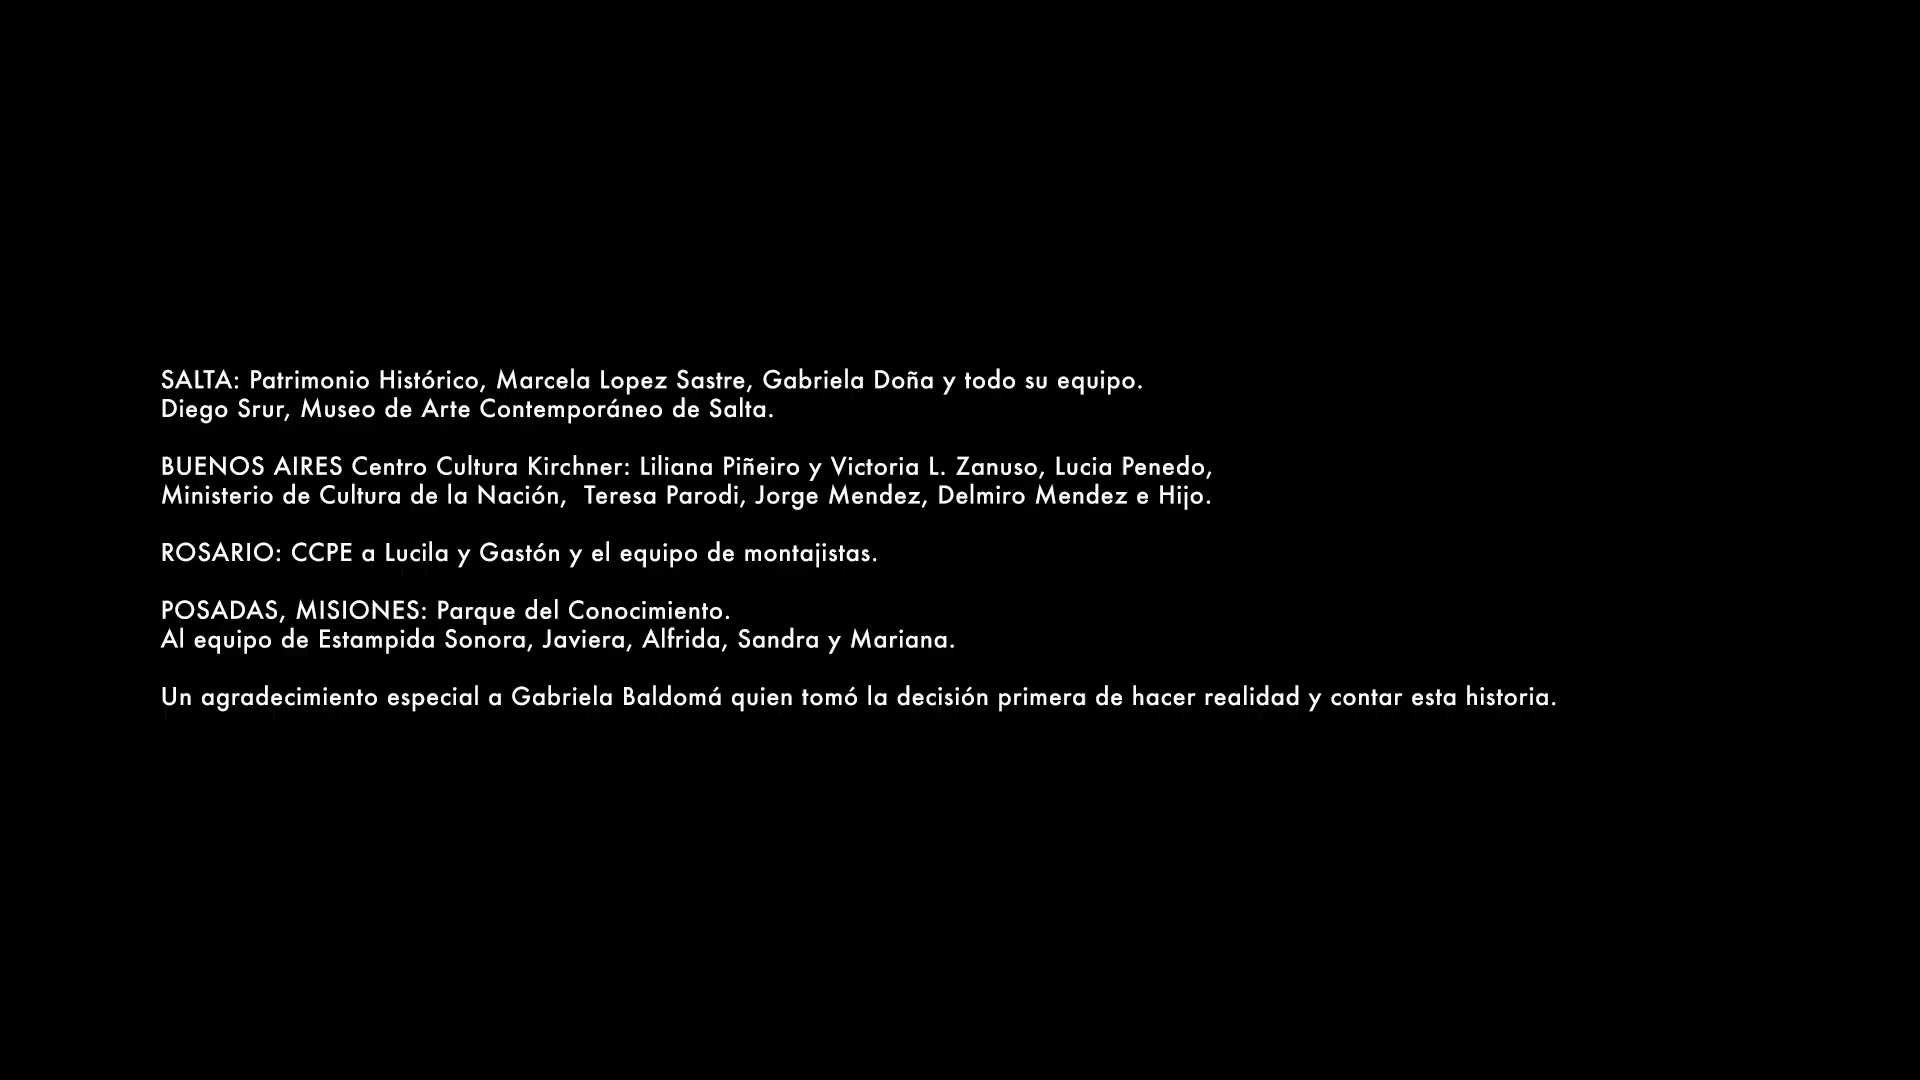 SALTA: Patrimonio Histórico, Marcela Lopez Sastre, Gabriela Doña y todo su equipo.
Diego Srur, Museo de Arte Contemporáneo de Salta.
BUENOS AIRES Centro Cultura Kirchner: Liliana Piñeiro y Victoria L. Zanuso, Lucia Penedo,
Ministerio de Cultura de la Nación,  Teresa Parodi, Jorge Mendez, Delmiro Mendez e Hijo.
ROSARIO: CCPE a Lucila y Gastón y el equipo de montajistas.
POSADAS, MISIONES: Parque del Conocimiento.
Al equipo de Estampida Sonora, Javiera, Alfrida, Sandra y Mariana.
Un agradecimiento especial a Gabriela Baldomá quien tomó la decisión primera de hacer realidad y contar esta historia.